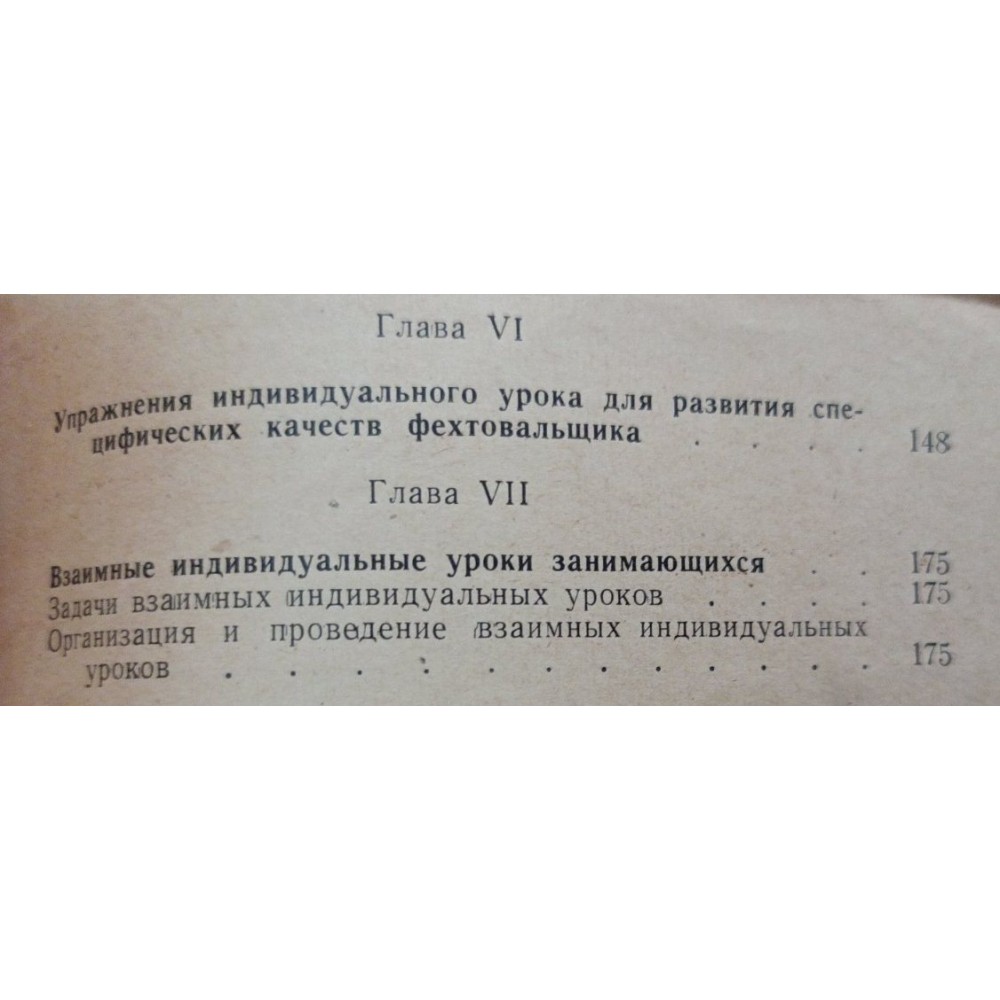 Глава VI
Упражнения индивидуального урока для развития спе-
цифических качеств фехтовальщика . . . . 148
Глава VII
Взаимные индивидуальные уроки занимающихся . . 175
Задачи взаимных индивидуальных уроков . . . . 175
Организация и проведение взаимных индивидуальных
уроков . . . . . . . . . . . 175